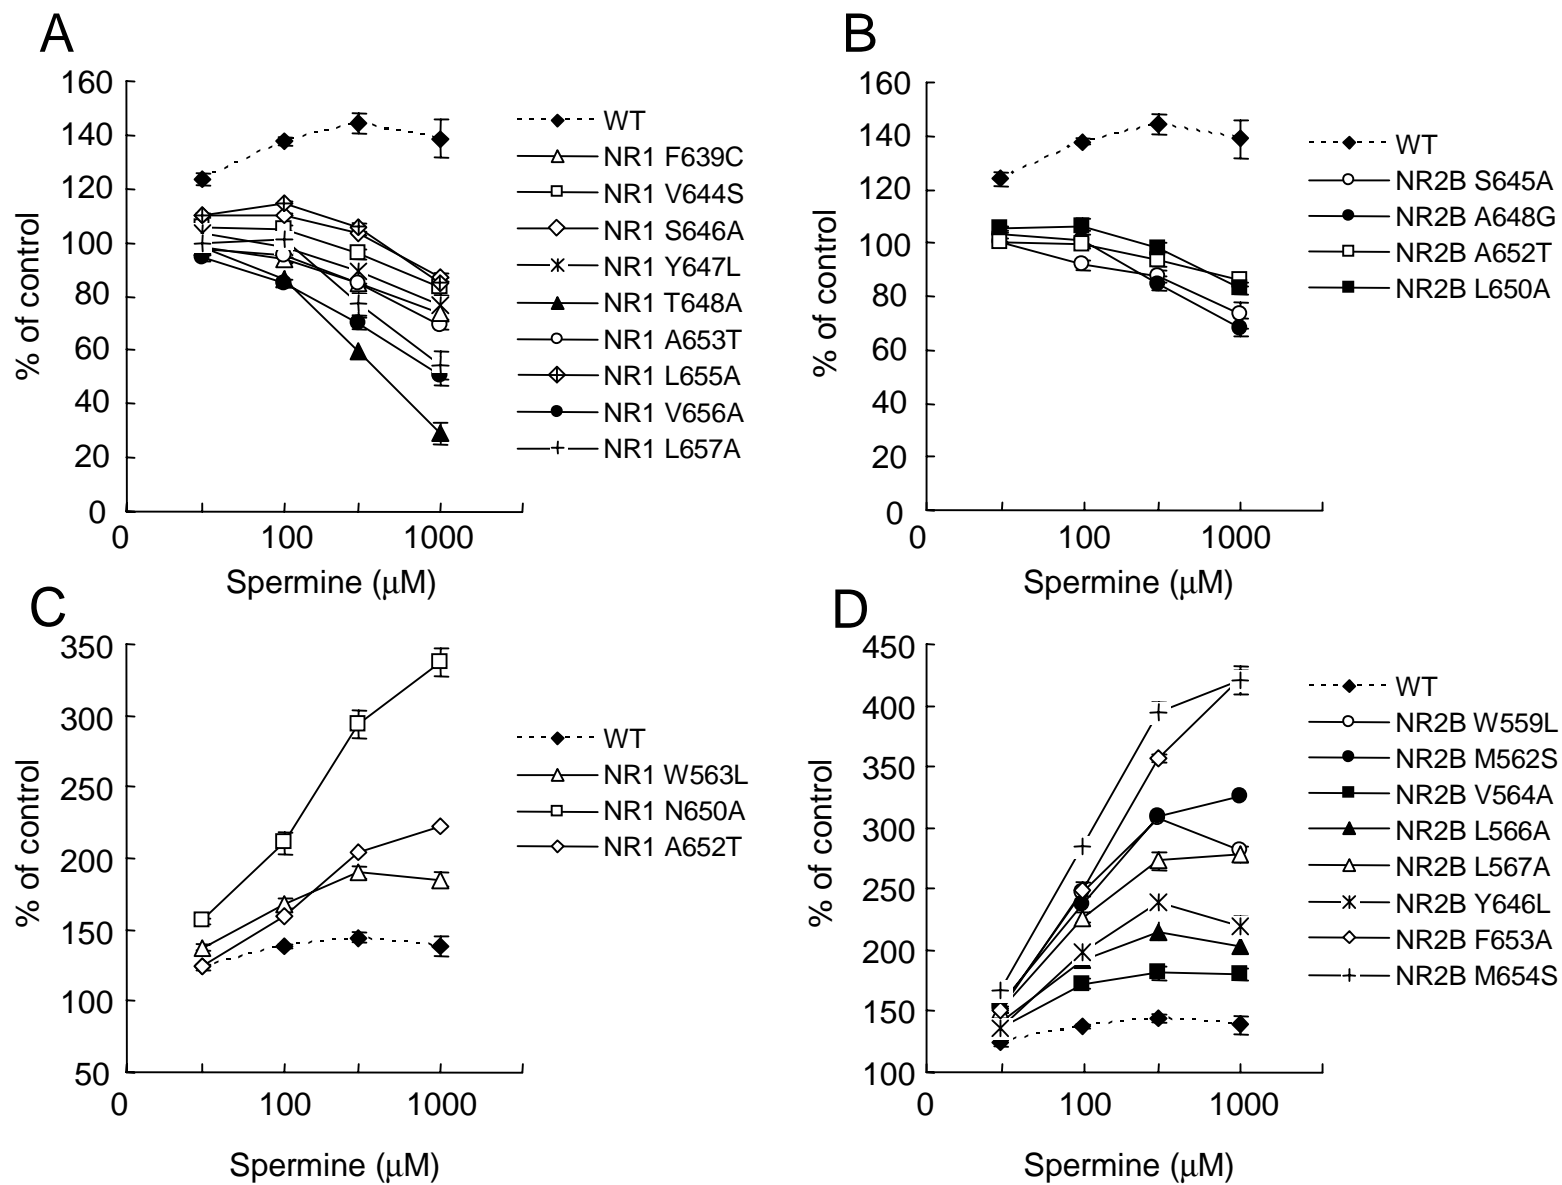 A
160
140
120
100
80
60
40
20
0
0 100 1000
% of control
Spermine (μM)
WT
NR1 F639C
NR1 V644S
NR1 S646A
NR1 Y647L
NR1 T648A
NR1 A653T
NR1 L655A
NR1 V656A
NR1 L657A
B
160
140
120
100
80
60
40
20
0
0 100 1000
% of control
Spermine (μM)
WT
NR2B S645A
NR2B A648G
NR2B A652T
NR2B L650A
C
350
300
250
200
150
100
50
0 100 1000
% of control
Spermine (μM)
WT
NR1 W563L
NR1 N650A
NR1 A652T
D
450
400
350
300
250
200
150
100
0 100 1000
% of control
Spermine (μM)
WT
NR2B W559L
NR2B M562S
NR2B V564A
NR2B L566A
NR2B L567A
NR2B Y646L
NR2B F653A
NR2B M654S